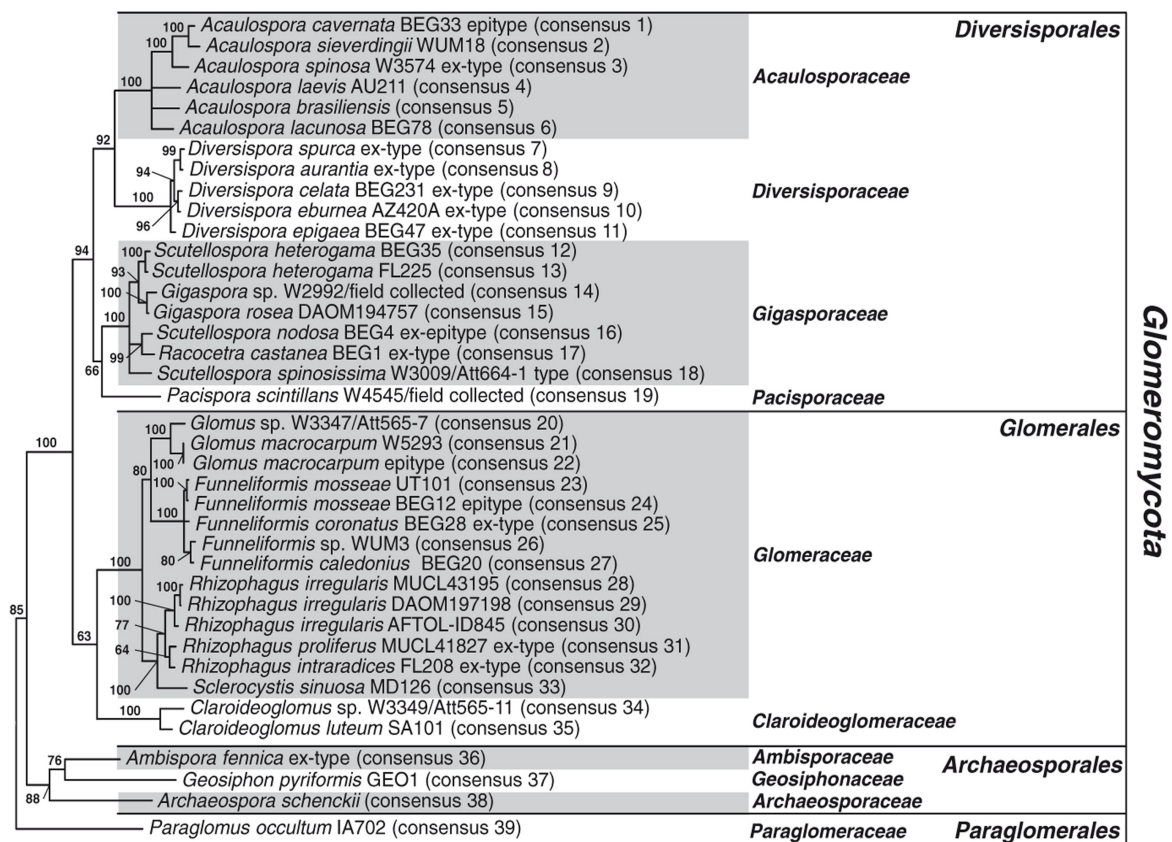 Acaulospora cavernata BEG33 epitype (consensus 1)
Acaulospora sieverdingii WUM18 (consensus 2)
Acaulospora spinosa W3574 ex-type (consensus 3)
Acaulospora laevis AU211 (consensus 4)
Acaulospora brasiliensis (consensus 5)
Acaulospora lacunosa BEG78 (consensus 6)
Diversispora spurca ex-type (consensus 7)
Diversispora aurantia ex-type (consensus 8)
Diversispora celata BEG231 ex-type (consensus 9)
Diversispora eburnea AZ420A ex-type (consensus 10)
Diversispora epigaea BEG47 ex-type (consensus 11)
Scutellospora heterogama BEG35 (consensus 12)
Scutellospora heterogama FL225 (consensus 13)
Gigaspora sp. W2992/field collected (consensus 14)
Gigaspora rosea DAOM194757 (consensus 15)
Scutellospora nodosa BEG4 ex-epitype (consensus 16)
Racocetra castanea BEG1 ex-type (consensus 17)
Scutellospora spinosissima W3009/Att664-1 type (consensus 18)
Pacispora scintillans W4545/field collected (consensus 19)
Glomus sp. W3347/Att565-7 (consensus 20)
Glomus macrocarpum W5293 (consensus 21)
Glomus macrocarpum epitype (consensus 22)
Funneliformis mosseae UT101 (consensus 23)
Funneliformis mosseae BEG12 epitype (consensus 24)
Funneliformis coronatus BEG28 ex-type (consensus 25)
Funneliformis sp. WUM3 (consensus 26)
Funneliformis caledonius BEG20 (consensus 27)
Rhizophagus irregularis MUCL43195 (consensus 28)
Rhizophagus irregularis DAOM197198 (consensus 29)
Rhizophagus irregularis AFTOL-ID845 (consensus 30)
Rhizophagus proliferus MUCL41827 ex-type (consensus 31)
Rhizophagus intraradices FL208 ex-type (consensus 32)
Sclerocystis sinuosa MD126 (consensus 33)
Claroideoglomus sp. W3349/Att565-11 (consensus 34)
Claroideoglomus luteum SA101 (consensus 35)
Ambispora fennica ex-type (consensus 36)
Geosiphon pyriformis GEO1 (consensus 37)
Archaeospora schenckii (consensus 38)
Paraglomus occultum IA702 (consensus 39)
Acaulosporaceae
Diversisporaceae
Gigasporaceae
Pacisporaceae
Glomeraceae
Claroideoglomeraceae
Ambisporaceae
Geosiphonaceae
Archaeosporaceae
Paraglomeraceae
Diversisporales
Glomerales
Archaeosporales
Paraglomerales
Glomeromycota
100
100
100
92
99
94
100
96
94
100
93
100
100
99
66
100
100
100
80
100
100
80
100
100
100
77
64
100
63
100
85
76
88